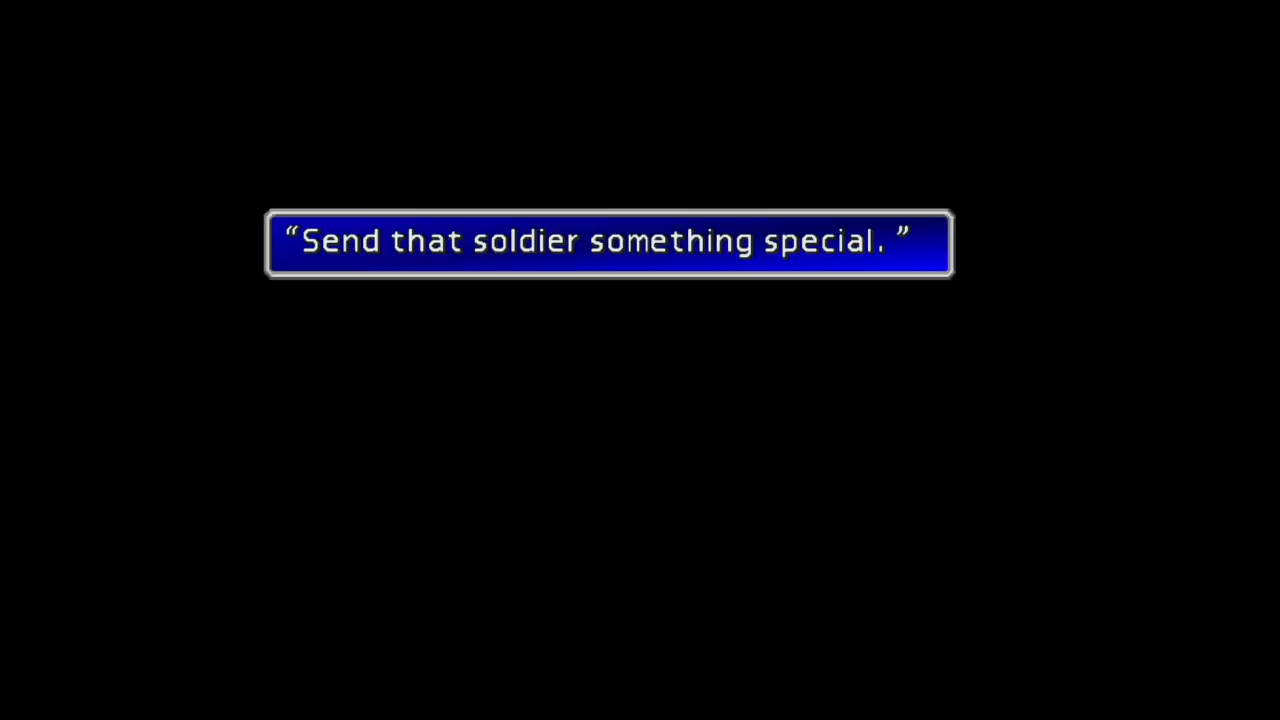 “Send that soldier something special. ”